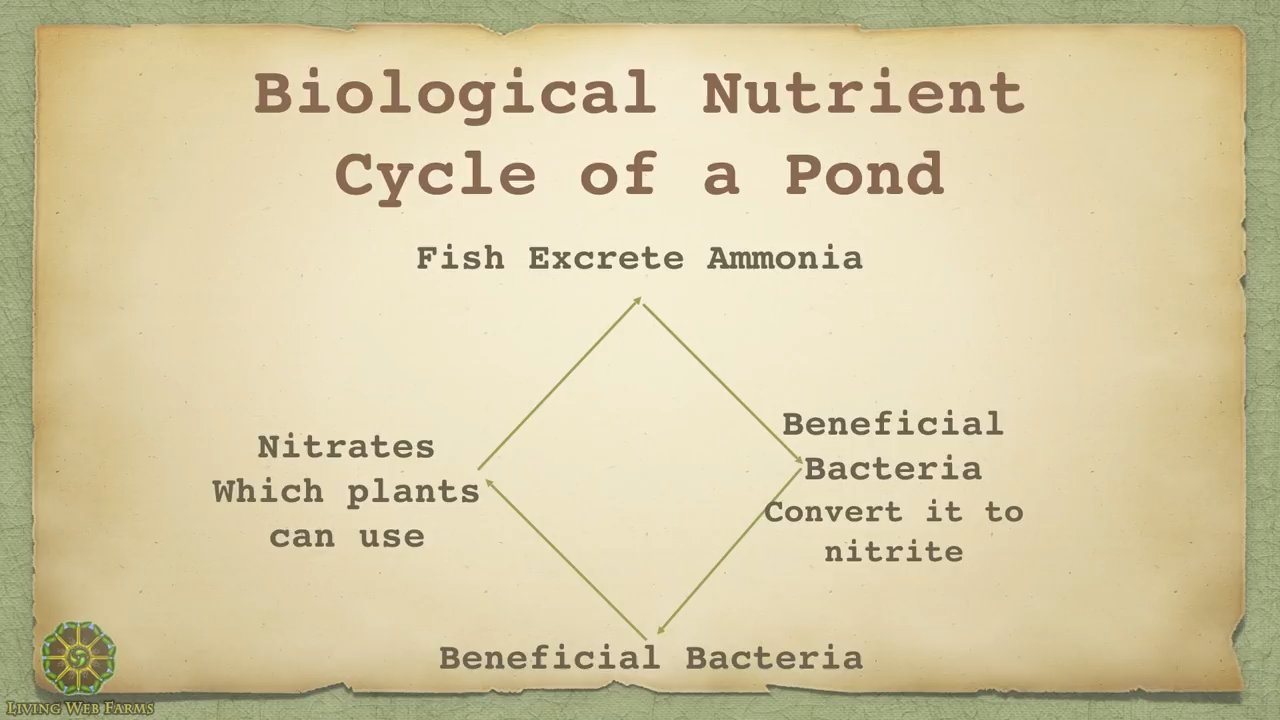 Biological Nutrient
Cycle of a Pond
Fish Excrete Ammonia
Beneficial
Bacteria
Convert it to
nitrite
Nitrates
Which plants
can use
Beneficial Bacteria
Living Web Farms